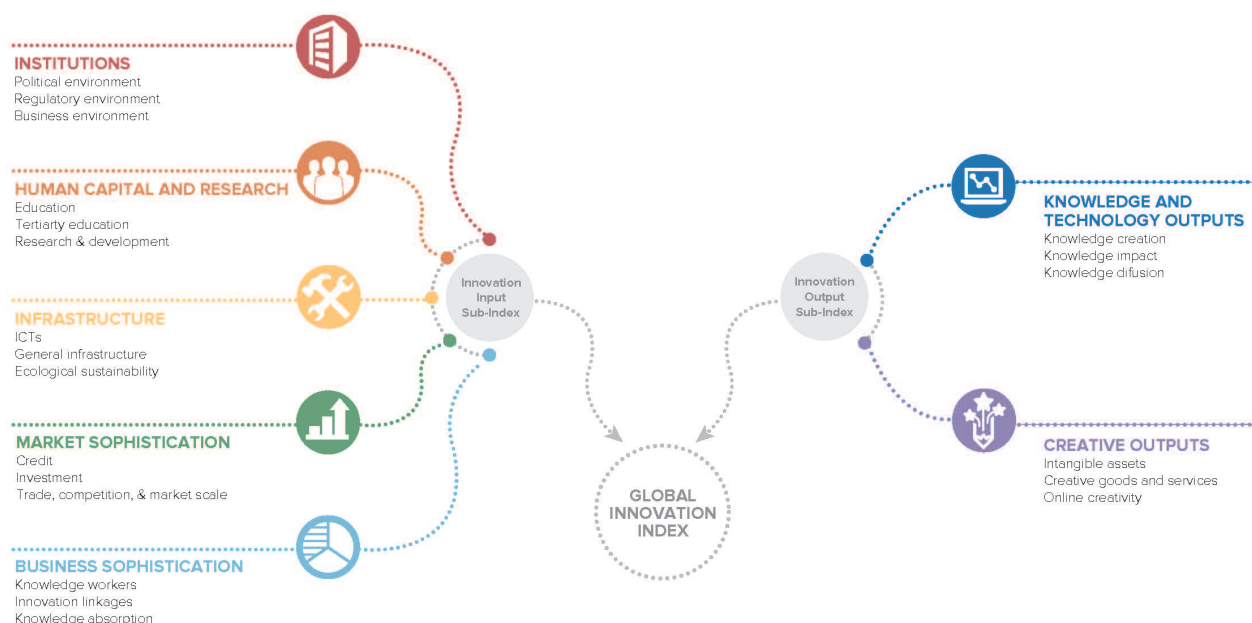 INSTITUTIONS
Political environment
Regulatory environment
Business environment
HUMAN CAPITAL AND RESEARCH
Education
Tertiarty education
Research & development
INFRASTRUCTURE
ICTs
General infrastructure
Ecological sustainability
MARKET SOPHISTICATION
Credit
Investment
Trade, competition, & market scale
BUSINESS SOPHISTICATION
Knowledge workers
Innovation linkages
Knowledge absorption
Innovation
Input
Sub-Index
GLOBAL
INNOVATION
INDEX
Innovation
Output
Sub-Index
KNOWLEDGE AND
TECHNOLOGY OUTPUTS
Knowledge creation
Knowledge impact
Knowledge difusion
CREATIVE OUTPUTS
Intangible assets
Creative goods and services
Online creativity